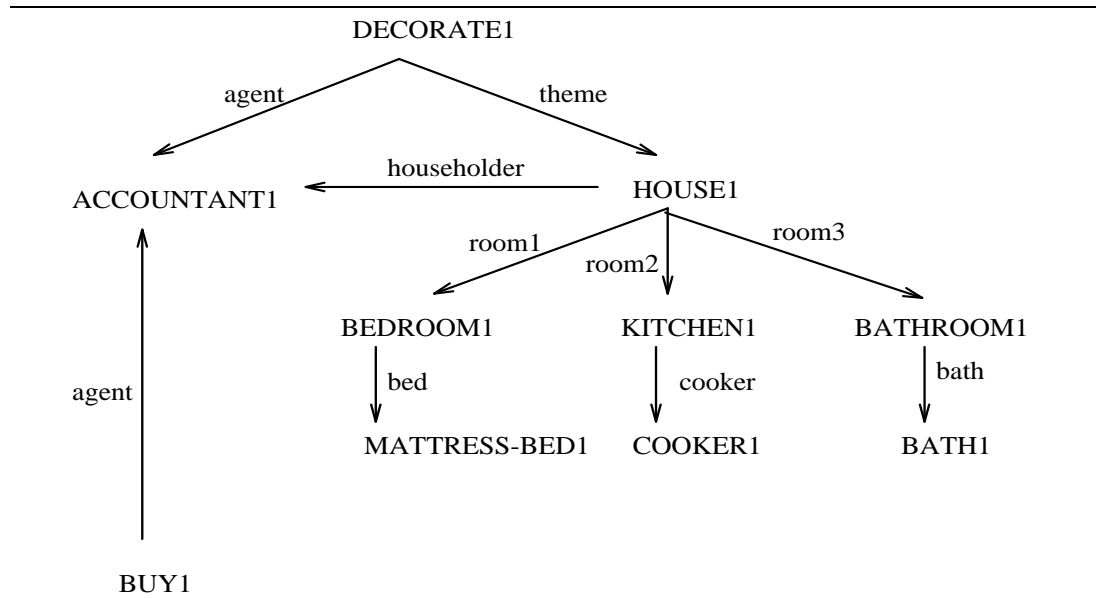 DECORATE1
agent
theme
householder
ACCOUNTANT1
HOUSE1
room1
room2
room3
BEDROOM1
KITCHEN1
BATHROOM1
agent
bed
cooker
bath
MATTRESS-BED1
COOKER1
BATH1
BUY1